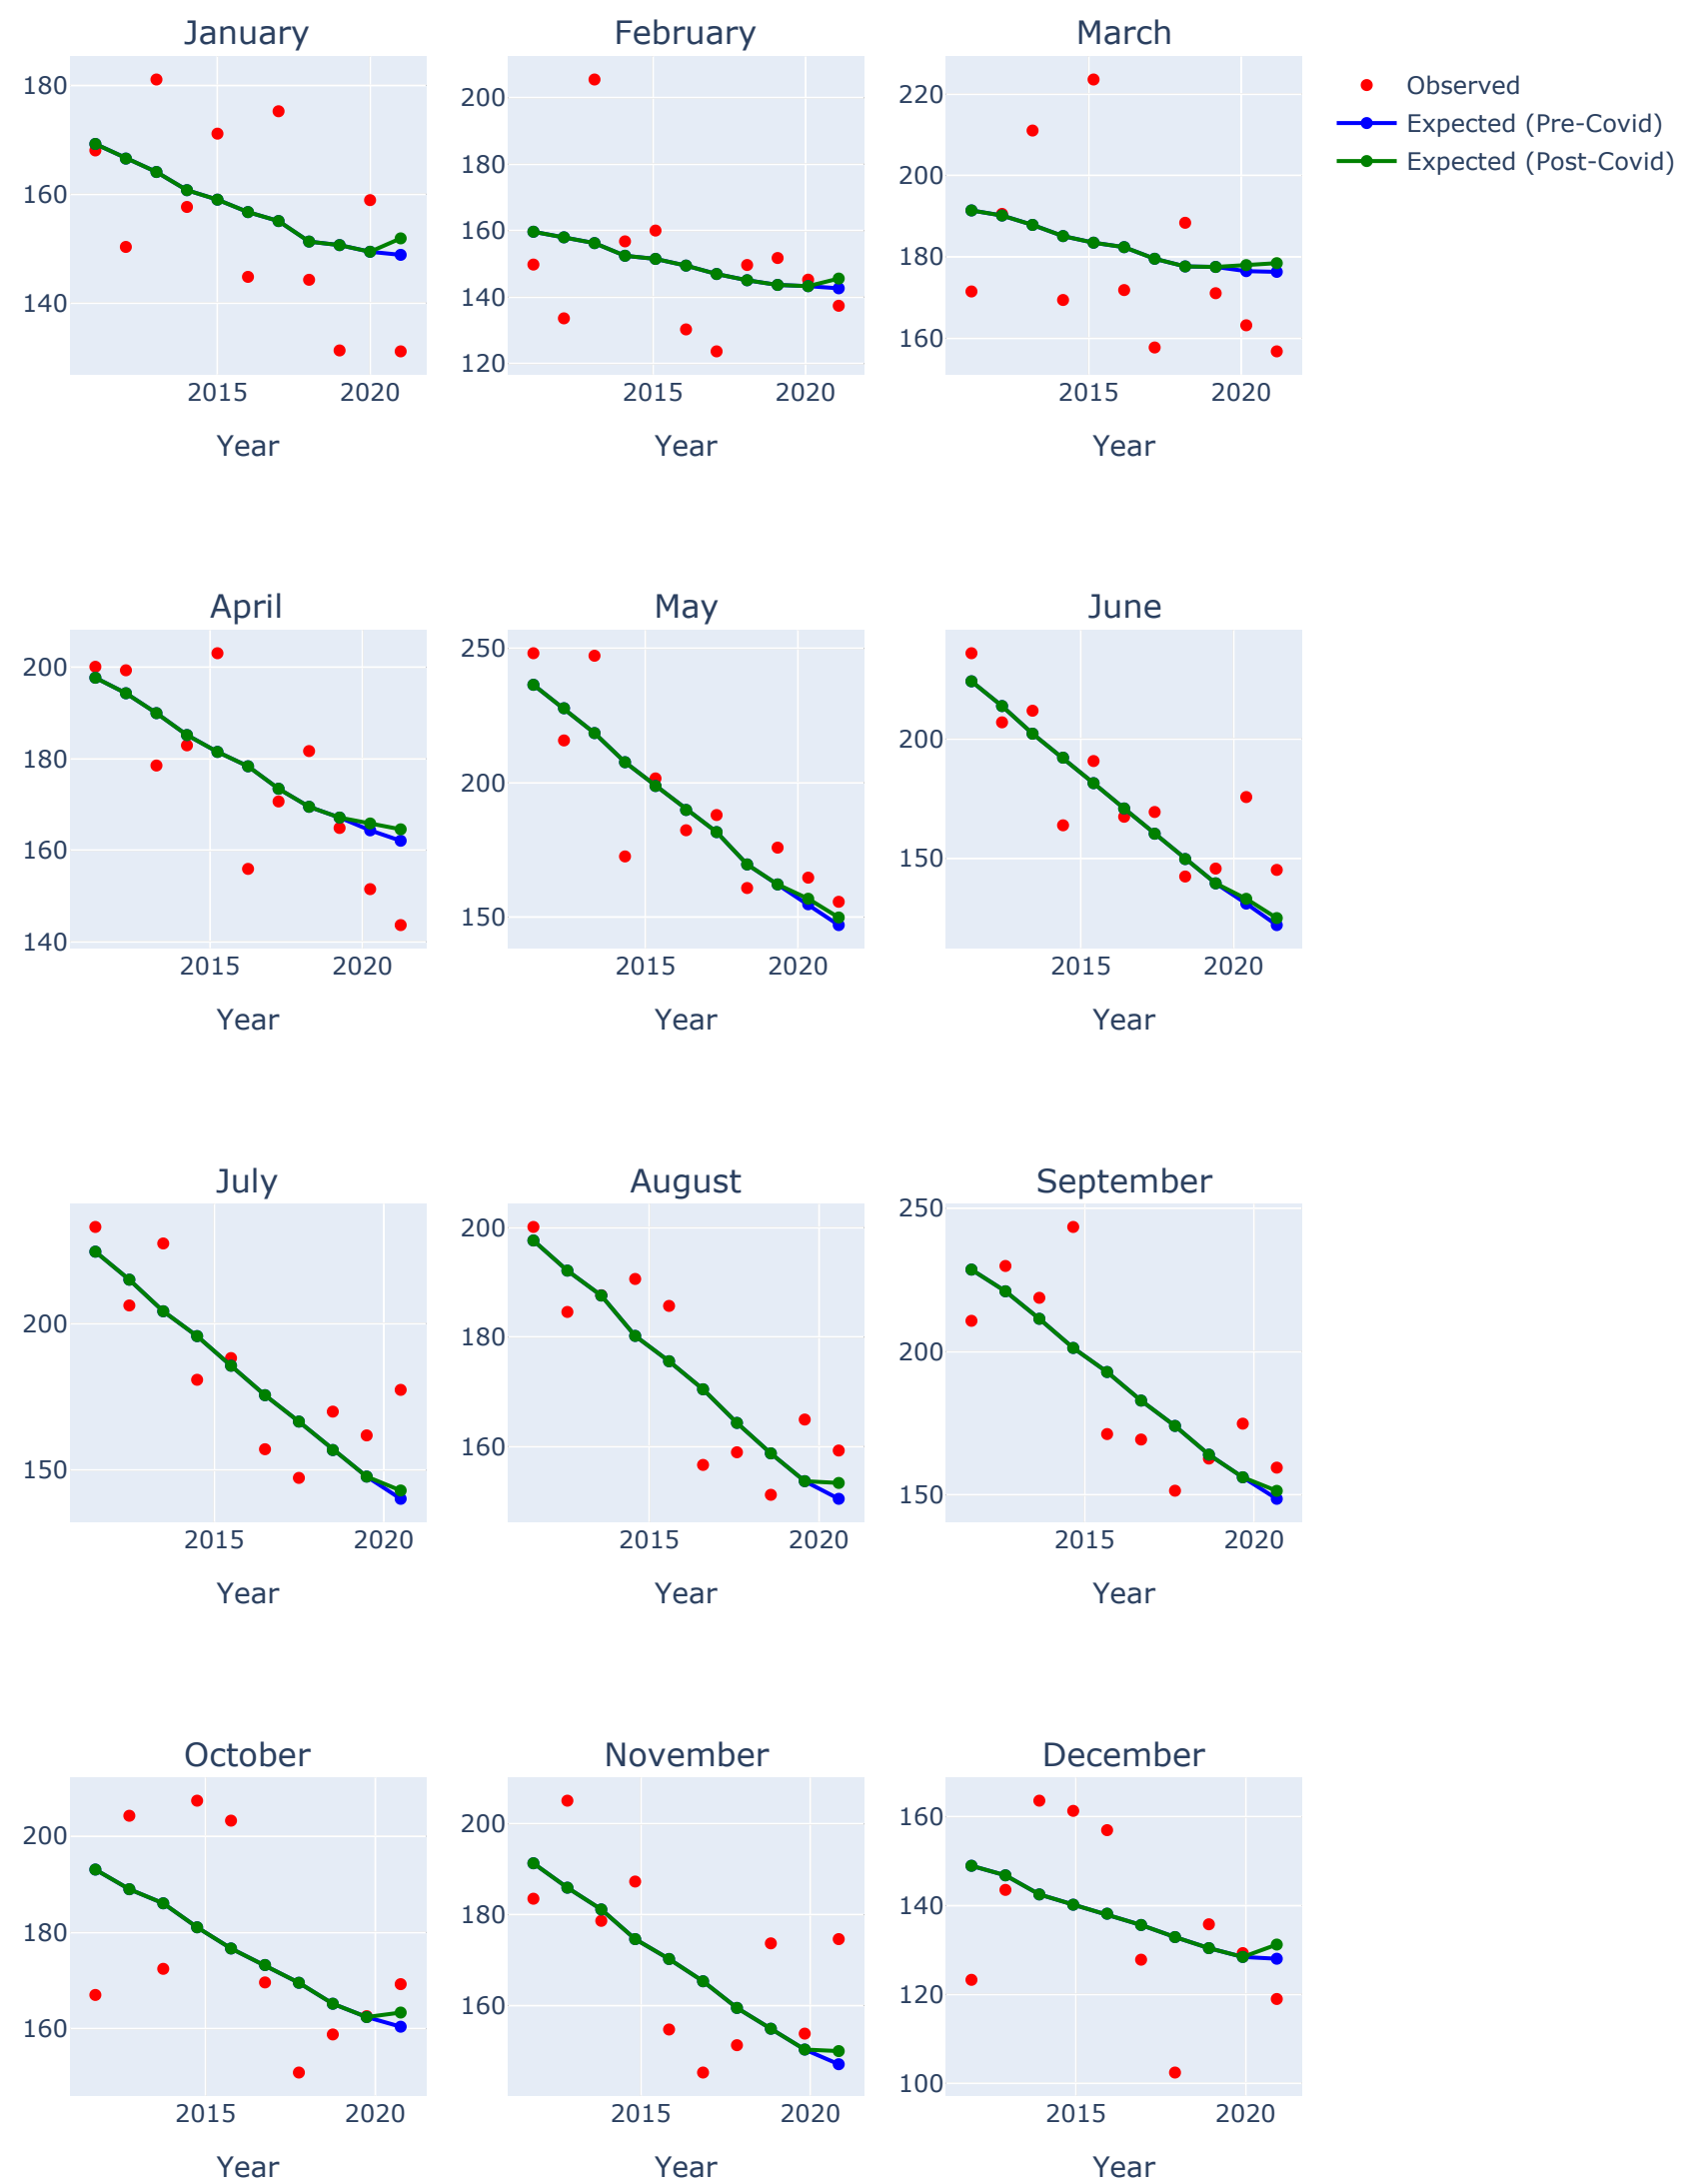 January
February
March
180
160
140
2015
2020
Year
200
180
160
140
120
2015
2020
Year
220
200
180
160
2015
2020
Year
Observed
Expected (Pre-Covid)
Expected (Post-Covid)
April
May
June
200
180
160
140
2015
2020
Year
250
200
150
2015
2020
Year
200
150
2015
2020
Year
July
August
September
200
150
2015
2020
Year
200
180
160
2015
2020
Year
250
200
150
2015
2020
Year
October
November
December
200
180
160
2015
2020
Year
200
180
160
2015
2020
Year
160
140
120
100
2015
2020
Year